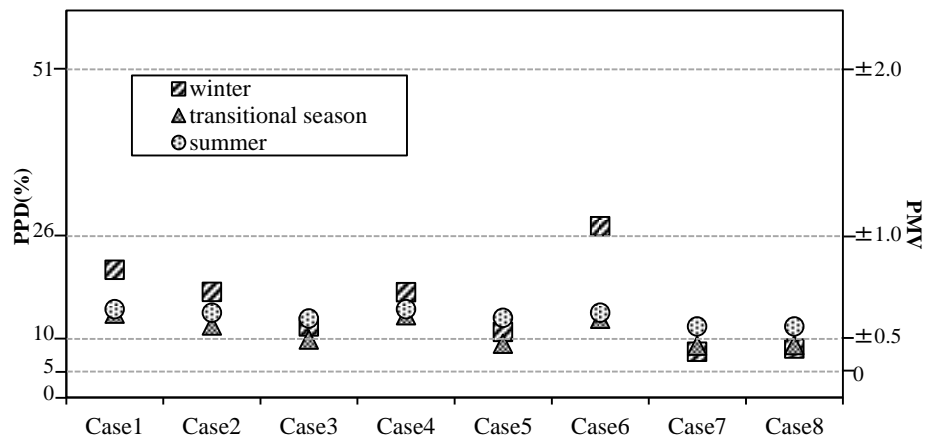 51
±2.0
winter
transitional season
summer
PPD(%)
PMV
26
±1.0
10
±0.5
5
0
0
Case1 Case2 Case3 Case4 Case5 Case6 Case7 Case8